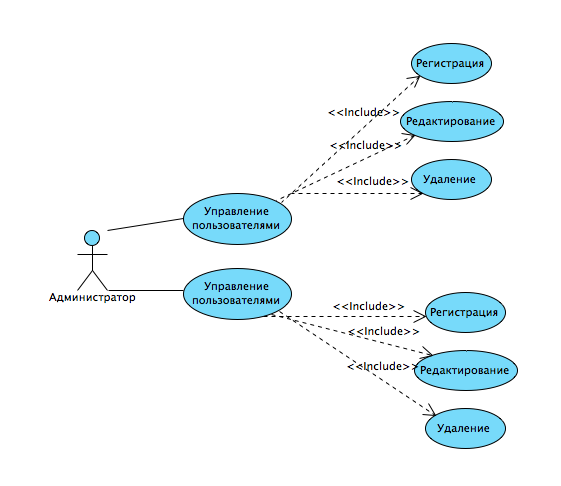 Регистрация
<<Include>>
Редактирование
<<Include>>
Удаление
<<Include>>
Управление
пользователями
Администратор
Управление
пользователями
<<Include>>
Регистрация
<<Include>>
Редактирование
<<Include>>
Удаление